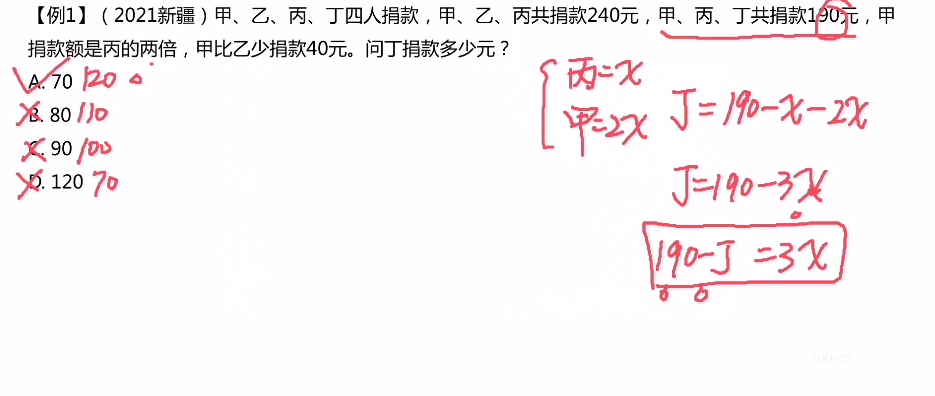 【例1】（2021新疆）甲、乙、丙、丁四人捐款，甲、乙、丙共捐款240元，甲、丙、丁共捐款190元，甲
捐款额是丙的两倍，甲比乙少捐款40元。问丁捐款多少元？
A. 70 120
B. 80 110
C. 90 100
D. 120 70
丙=x
甲=2x
丁=190-x-2x
丁=190-3x
190-丁=3x